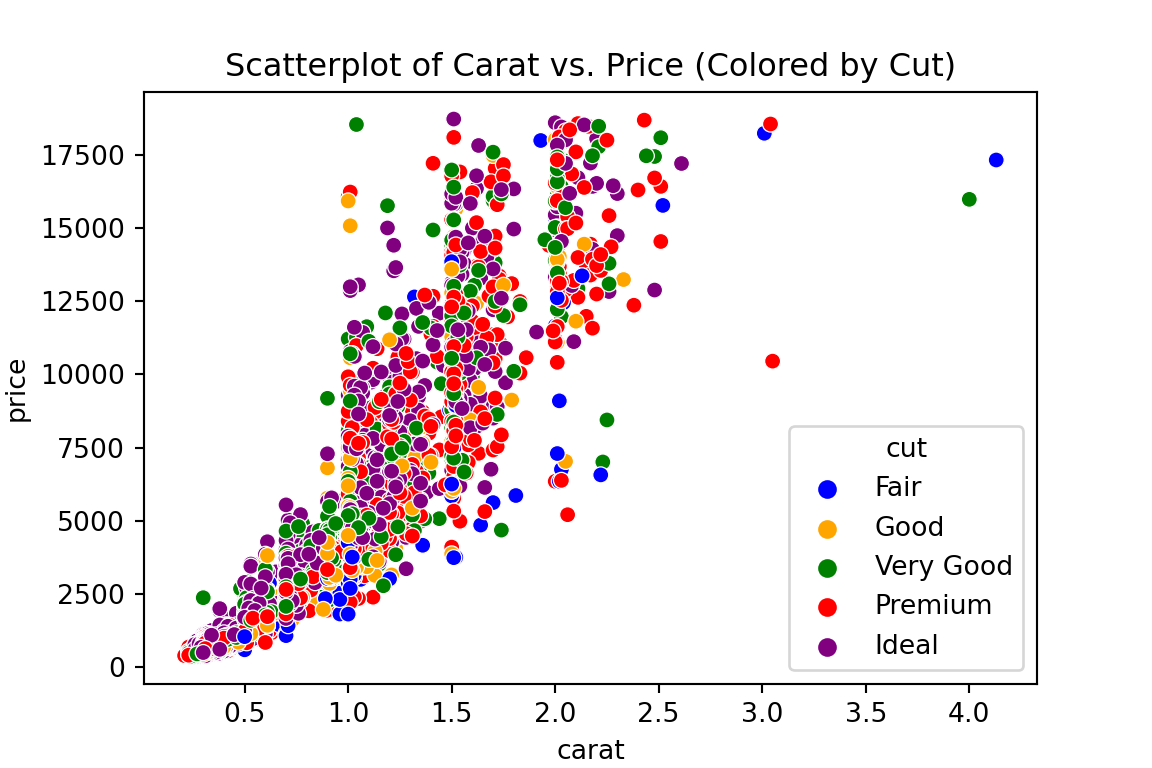 Scatterplot of Carat vs. Price (Colored by Cut)
price
17500
15000
12500
10000
7500
5000
2500
0
cut
Fair
Good
Very Good
Premium
Ideal
0.5 1.0 1.5 2.0 2.5 3.0 3.5 4.0
carat